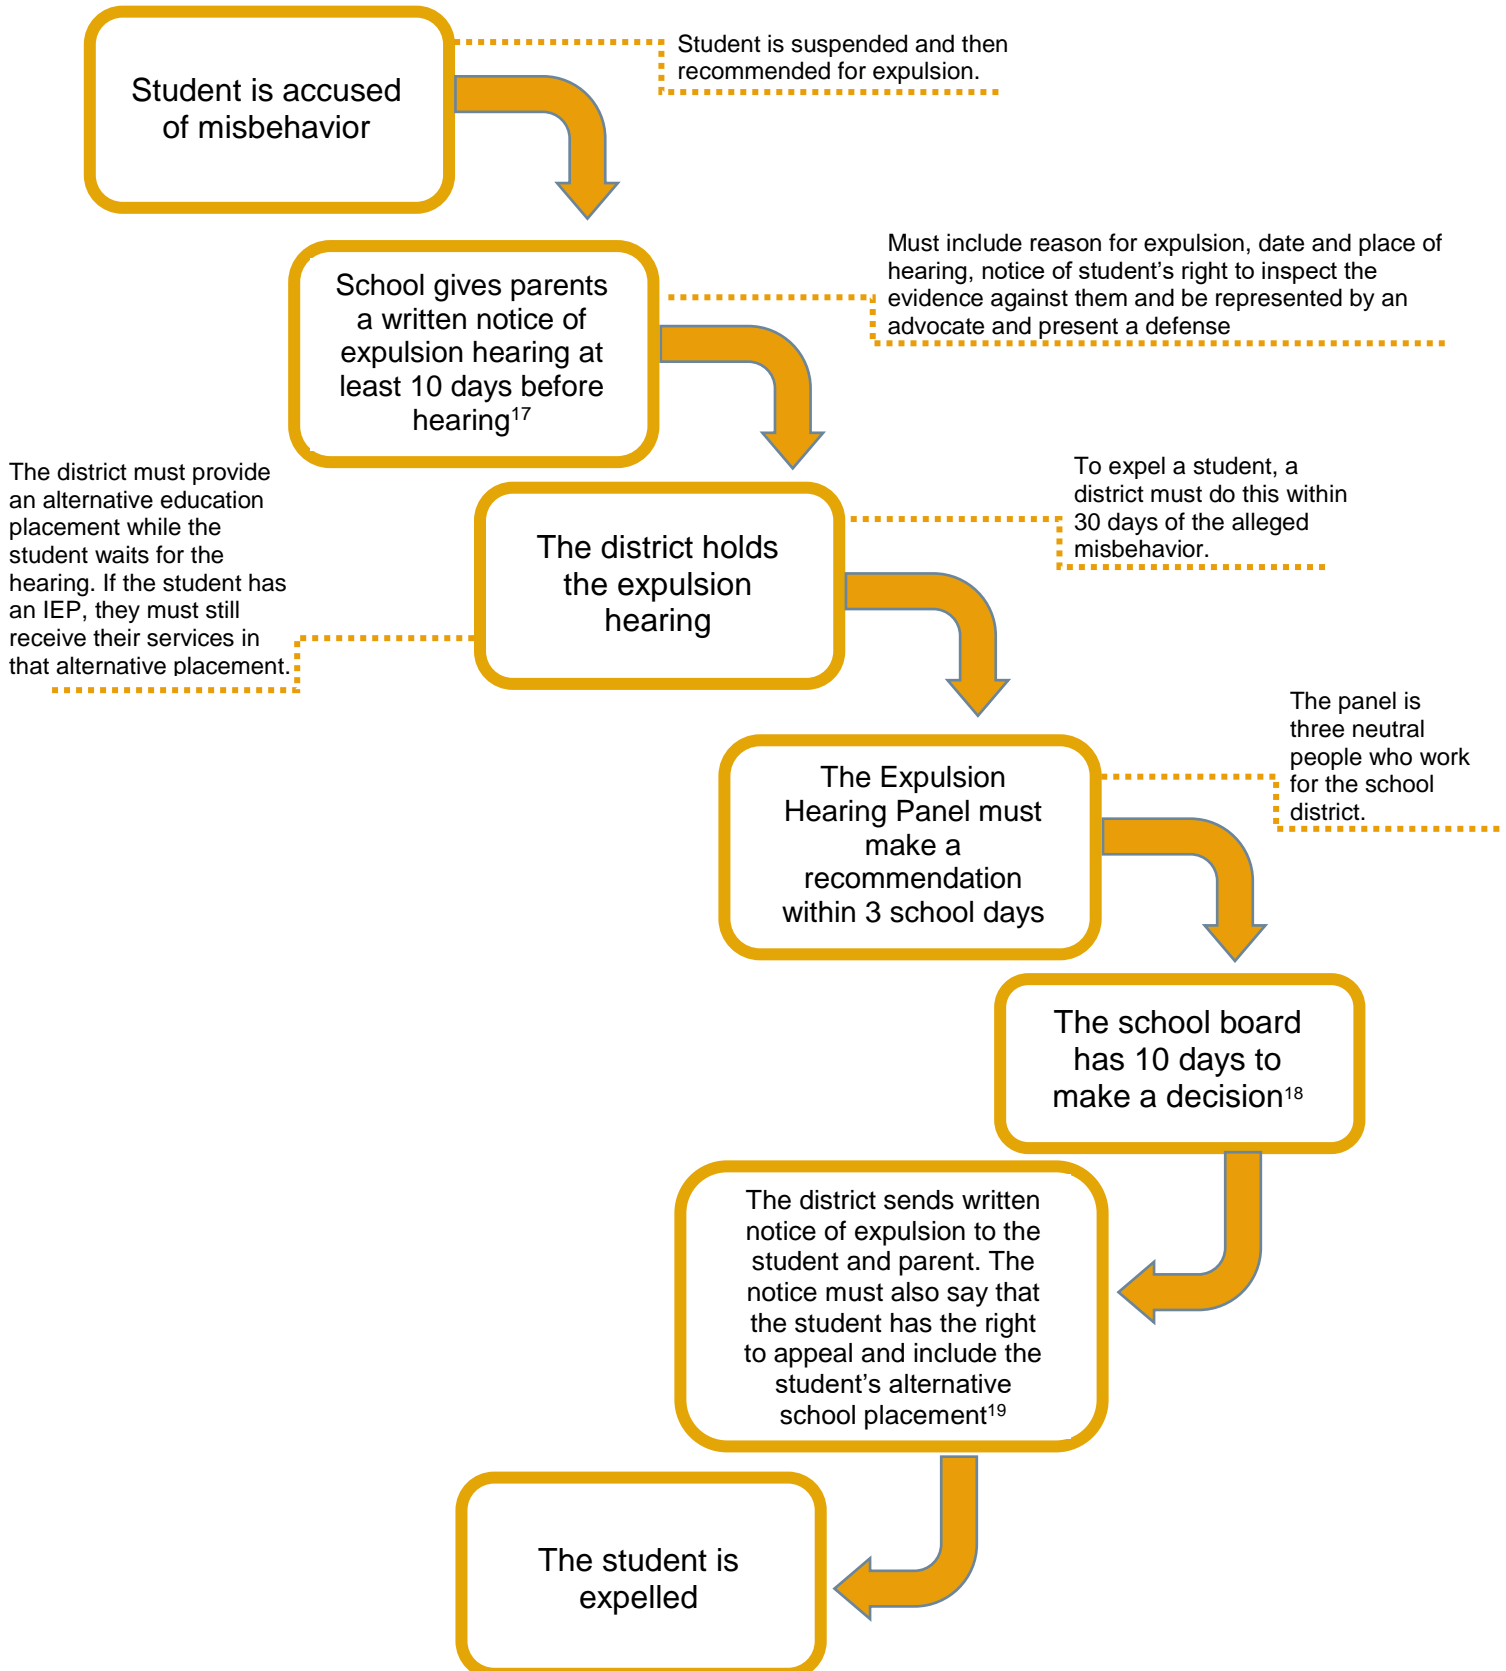 Student is accused
of misbehavior
Student is suspended and then
recommended for expulsion.
School gives parents
a written notice of
expulsion hearing at
least 10 days before
hearing17
Must include reason for expulsion, date and place of
hearing, notice of student’s right to inspect the
evidence against them and be represented by an
advocate and present a defense
The district must provide
an alternative education
placement while the
student waits for the
hearing. If the student has
an IEP, they must still
receive their services in
that alternative placement.
The district holds
the expulsion
hearing
To expel a student, a
district must do this within
30 days of the alleged
misbehavior.
The Expulsion
Hearing Panel must
make a
recommendation
within 3 school days
The panel is
three neutral
people who work
for the school
district.
The school board
has 10 days to
make a decision18
The district sends written
notice of expulsion to the
student and parent. The
notice must also say that
the student has the right
to appeal and include the
student’s alternative
school placement19
The student is
expelled